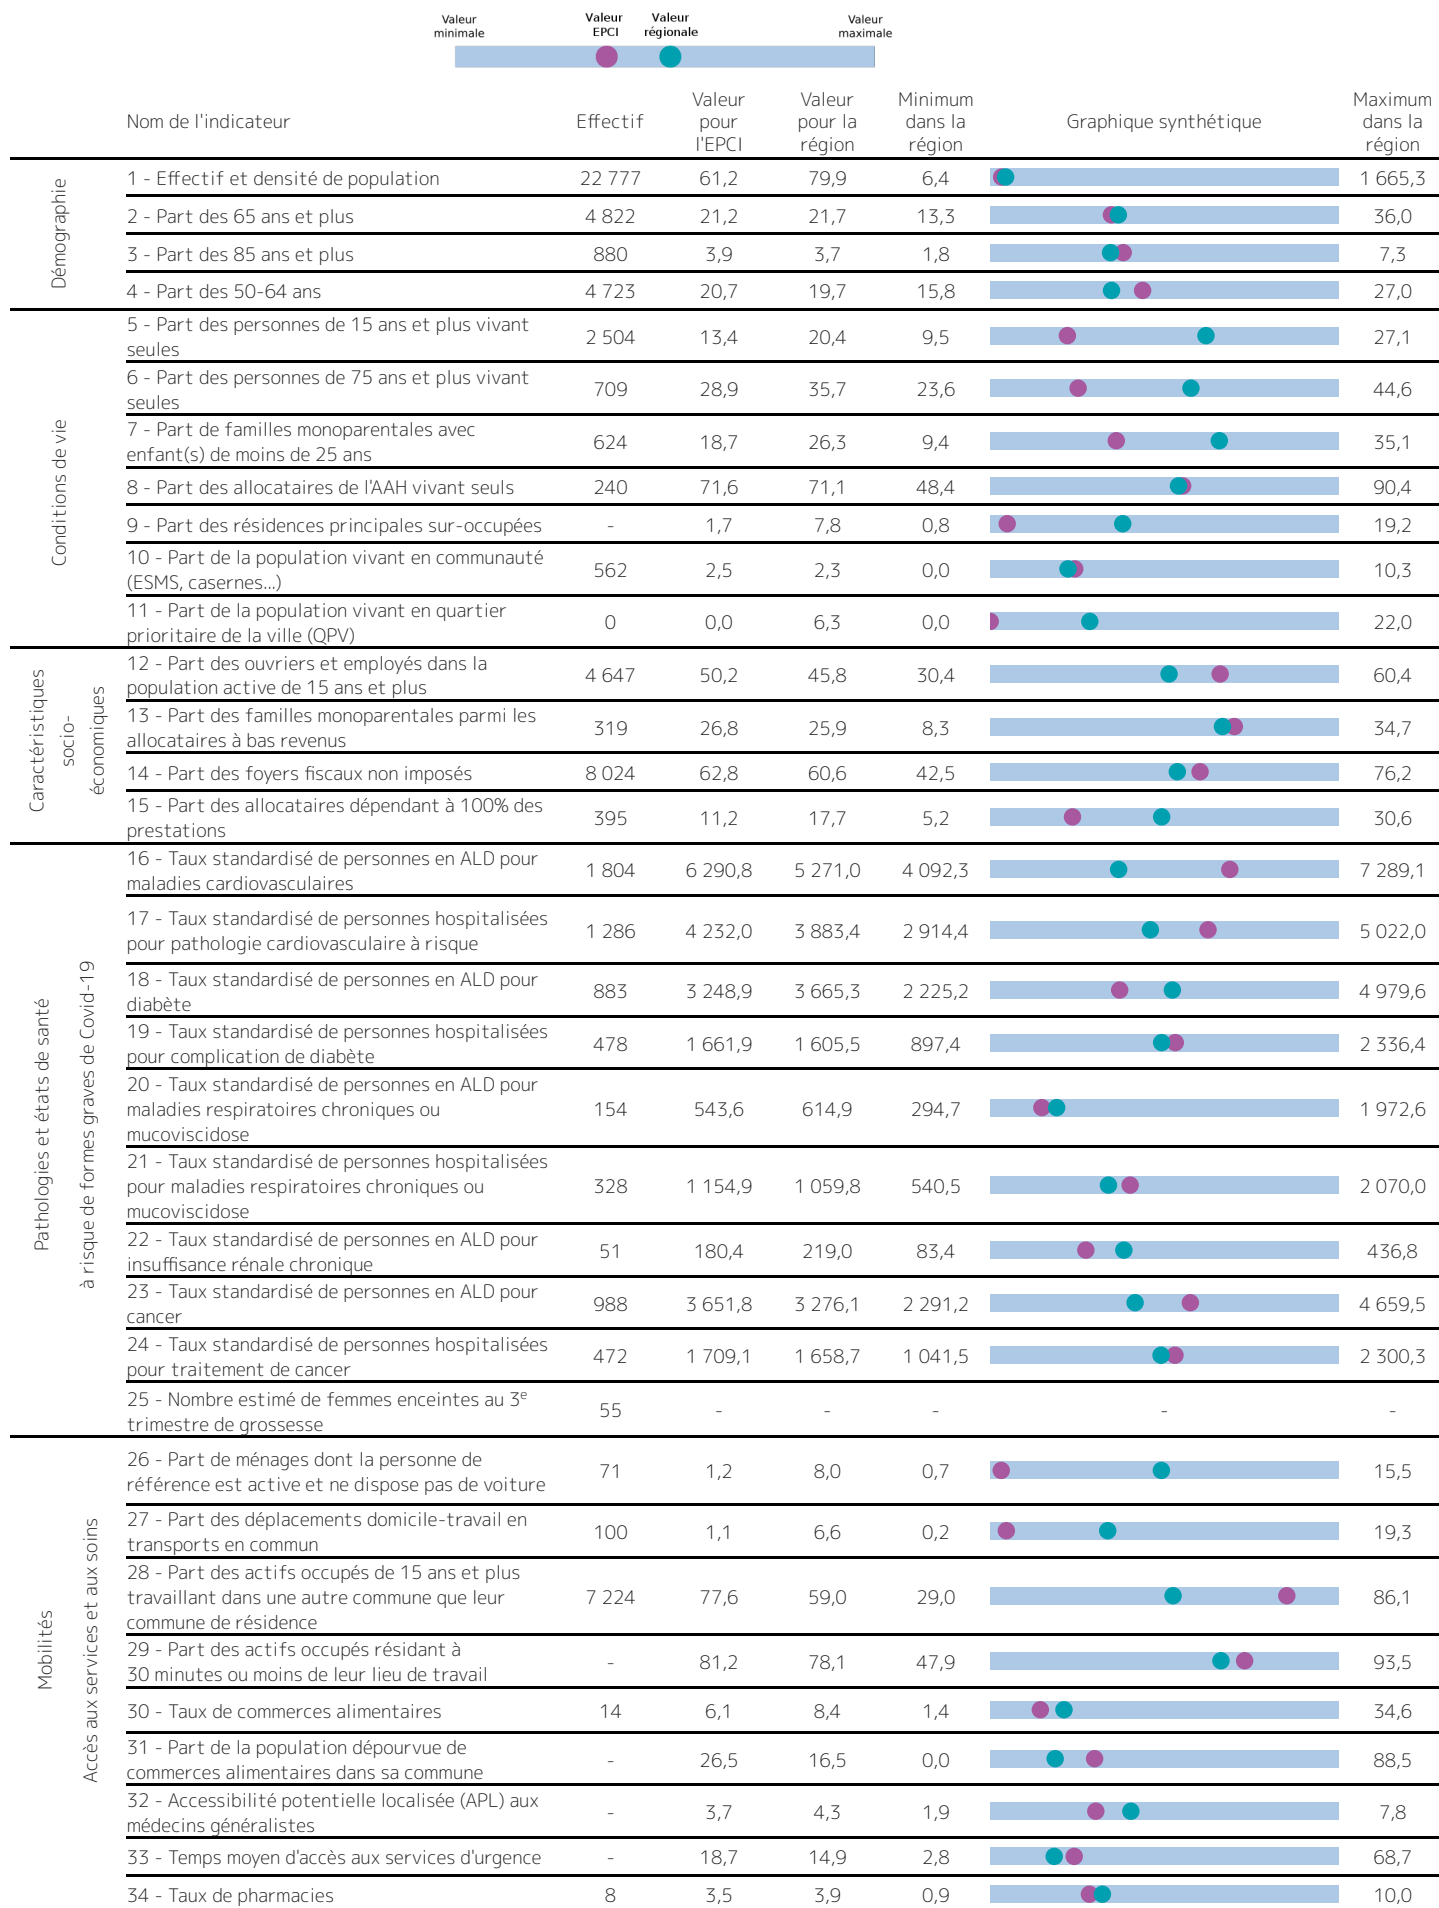 Valeur minimale
Valeur EPCI
Valeur régionale
Valeur maximale
Nom de l'indicateur Effectif Valeur pour l'EPCI Valeur pour la région Minimum dans la région Graphique synthétique Maximum dans la région
Démographie
1 - Effectif et densité de population 22 777 61,2 79,9 6,4 1 665,3
2 - Part des 65 ans et plus 4 822 21,2 21,7 13,3 36,0
3 - Part des 85 ans et plus 880 3,9 3,7 1,8 7,3
4 - Part des 50-64 ans 4 723 20,7 19,7 15,8 27,0
Conditions de vie
5 - Part des personnes de 15 ans et plus vivant
seules 2 504 13,4 20,4 9,5 27,1
6 - Part des personnes de 75 ans et plus vivant
seules 709 28,9 35,7 23,6 44,6
7 - Part de familles monoparentales avec
enfant(s) de moins de 25 ans 624 18,7 26,3 9,4 35,1
8 - Part des allocataires de l'AAH vivant seuls 240 71,6 71,1 48,4 90,4
9 - Part des résidences principales sur-occupées - 1,7 7,8 0,8 19,2
10 - Part de la population vivant en communauté
(ESMS, casernes...) 562 2,5 2,3 0,0 10,3
11 - Part de la population vivant en quartier
prioritaire de la ville (QPV) 0 0,0 6,3 0,0 22,0
Caractéristiques
socio-
économiques
12 - Part des ouvriers et employés dans la
population active de 15 ans et plus 4 647 50,2 45,8 30,4 60,4
13 - Part des familles monoparentales parmi les
allocataires à bas revenus 319 26,8 25,9 8,3 34,7
14 - Part des foyers fiscaux non imposés 8 024 62,8 60,6 42,5 76,2
15 - Part des allocataires dépendant à 100% des
prestations 395 11,2 17,7 5,2 30,6
Pathologies et états de santé
à risque de formes graves de Covid-19
16 - Taux standardisé de personnes en ALD pour
maladies cardiovasculaires 1 804 6 290,8 5 271,0 4 092,3 7 289,1
17 - Taux standardisé de personnes hospitalisées
pour pathologie cardiovasculaire à risque 1 286 4 232,0 3 883,4 2 914,4 5 022,0
18 - Taux standardisé de personnes en ALD pour
diabète 883 3 248,9 3 665,3 2 225,2 4 979,6
19 - Taux standardisé de personnes hospitalisées
pour complication de diabète 478 1 661,9 1 605,5 897,4 2 336,4
20 - Taux standardisé de personnes en ALD pour
maladies respiratoires chroniques ou
mucoviscidose 154 543,6 614,9 294,7 1 972,6
21 - Taux standardisé de personnes hospitalisées
pour maladies respiratoires chroniques ou
mucoviscidose 328 1 154,9 1 059,8 540,5 2 070,0
22 - Taux standardisé de personnes en ALD pour
insuffisance rénale chronique 51 180,4 219,0 83,4 436,8
23 - Taux standardisé de personnes en ALD pour
cancer 988 3 651,8 3 276,1 2 291,2 4 659,5
24 - Taux standardisé de personnes hospitalisées
pour traitement de cancer 472 1 709,1 1 658,7 1 041,5 2 300,3
25 - Nombre estimé de femmes enceintes au 3e
trimestre de grossesse 55 - - - - -
Mobilités
Accès aux services et aux soins
26 - Part de ménages dont la personne de
référence est active et ne dispose pas de voiture 71 1,2 8,0 0,7 15,5
27 - Part des déplacements domicile-travail en
transports en commun 100 1,1 6,6 0,2 19,3
28 - Part des actifs occupés de 15 ans et plus
travaillant dans une autre commune que leur
commune de résidence 7 224 77,6 59,0 29,0 86,1
29 - Part des actifs occupés résidant à
30 minutes ou moins de leur lieu de travail - 81,2 78,1 47,9 93,5
30 - Taux de commerces alimentaires 14 6,1 8,4 1,4 34,6
31 - Part de la population dépourvue de
commerces alimentaires dans sa commune - 26,5 16,5 0,0 88,5
32 - Accessibilité potentielle localisée (APL) aux
médecins généralistes - 3,7 4,3 1,9 7,8
33 - Temps moyen d'accès aux services d'urgence - 18,7 14,9 2,8 68,7
34 - Taux de pharmacies 8 3,5 3,9 0,9 10,0